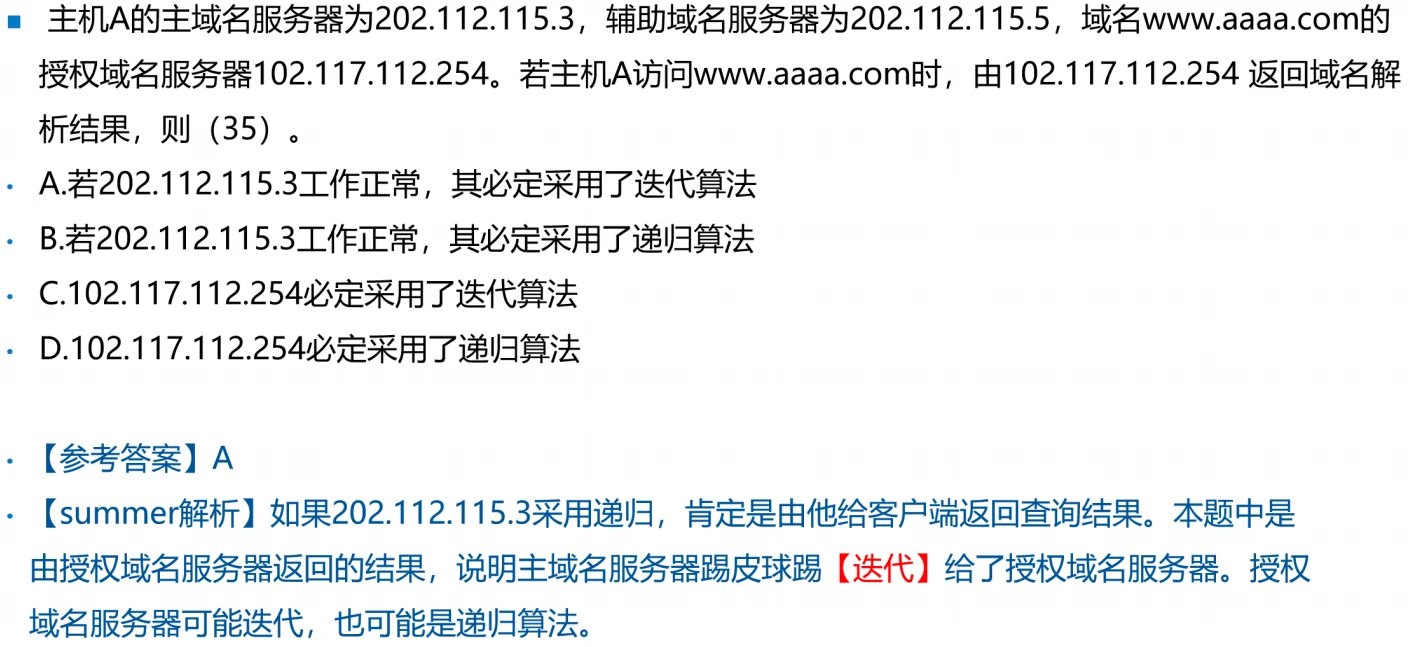 ■ 主机A的主域名服务器为202.112.115.3，辅助域名服务器为202.112.115.5，域名www.aaaa.com的
授权域名服务器102.117.112.254。若主机A访问www.aaaa.com时，由102.117.112.254 返回域名解
析结果，则（35）。
· A.若202.112.115.3工作正常，其必定采用了迭代算法
· B.若202.112.115.3工作正常，其必定采用了递归算法
· C.102.117.112.254必定采用了迭代算法
· D.102.117.112.254必定采用了递归算法
· 【参考答案】A
· 【summer解析】如果202.112.115.3采用递归，肯定是由他给客户端返回查询结果。本题中是
由授权域名服务器返回的结果，说明主域名服务器踢皮球踢【迭代】给了授权域名服务器。授权
域名服务器可能迭代，也可能是递归算法。